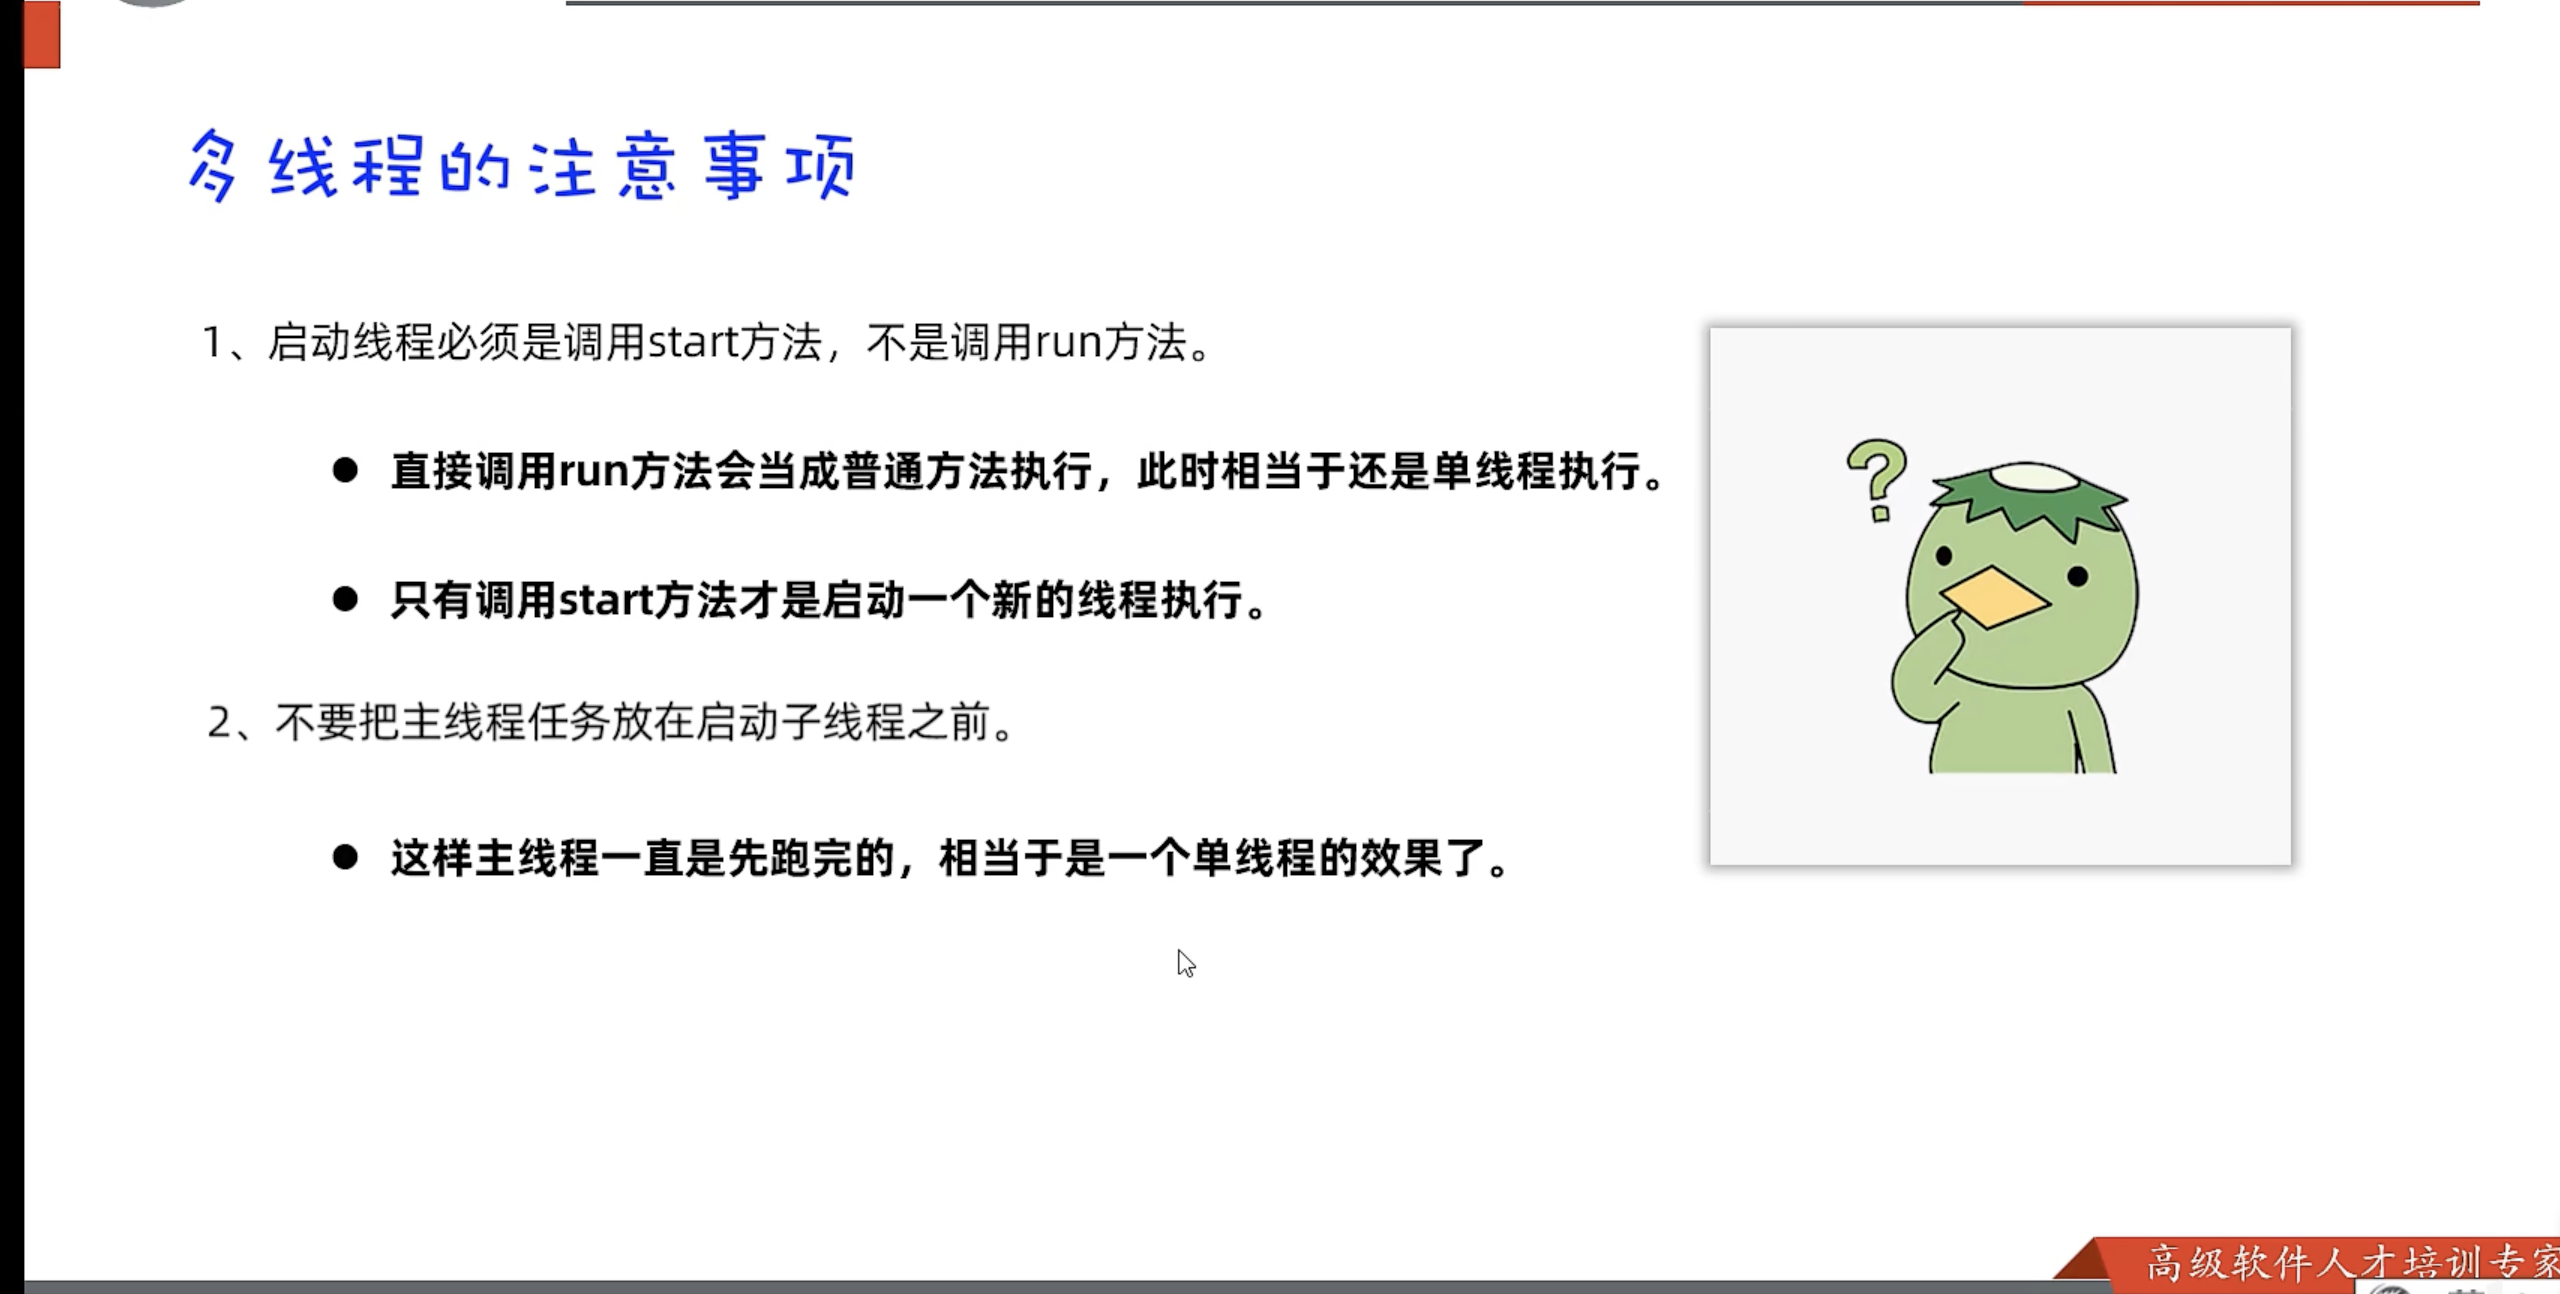 多线程的注意事项
1、启动线程必须是调用start方法，不是调用run方法。
● 直接调用run方法会当成普通方法执行，此时相当于还是单线程执行。
● 只有调用start方法才是启动一个新的线程执行。
2、不要把主线程任务放在启动子线程之前。
● 这样主线程一直是先跑完的，相当于是一个单线程的效果了。
?
高级软件人才培训专家